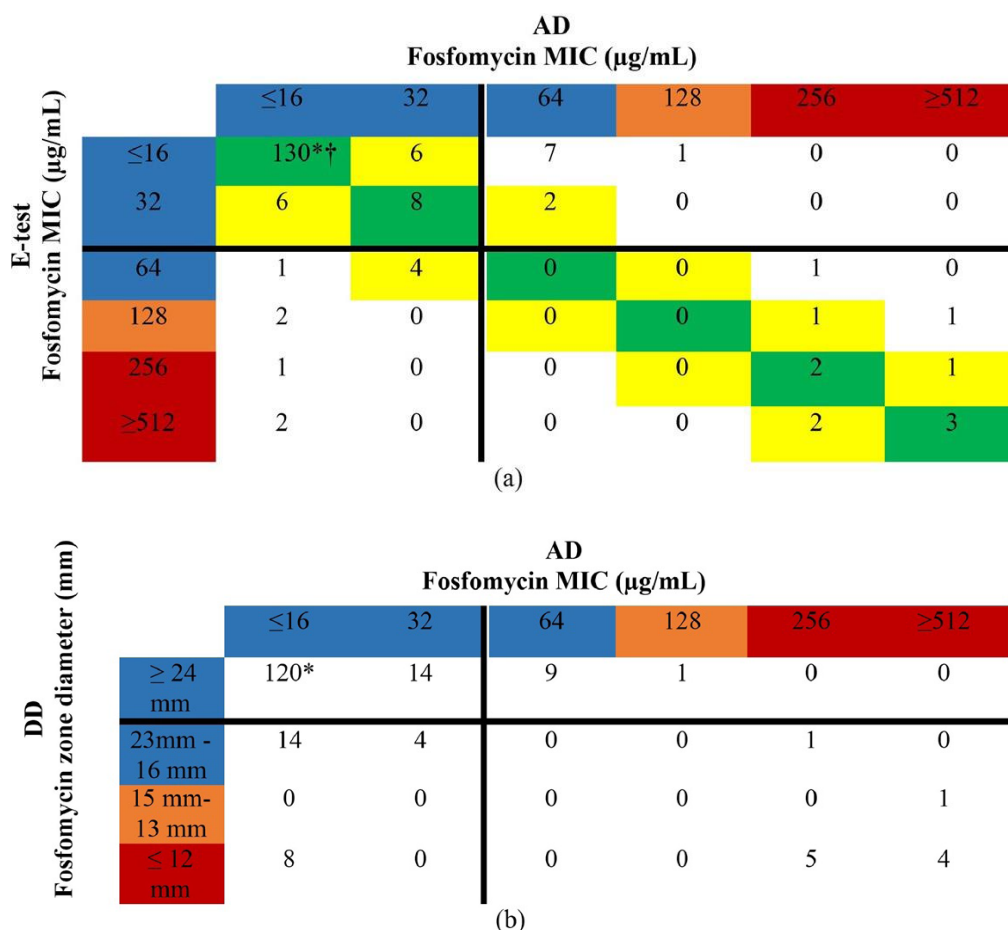 AD
Fosfomycin MIC (µg/mL)
≤16 32 64 128 256 ≥512
E-test
Fosfomycin MIC (µg/mL)
≤16 130*† 6 7 1 0 0
32 6 8 2 0 0 0
64 1 4 0 0 1 0
128 2 0 0 0 1 1
256 1 0 0 0 2 1
≥512 2 0 0 0 2 3
(a)
AD
Fosfomycin MIC (µg/mL)
≤16 32 64 128 256 ≥512
DD
Fosfomycin zone diameter (mm)
≥ 24
mm
120* 14 9 1 0 0
23mm -
16 mm
14 4 0 0 1 0
15 mm-
13 mm
0 0 0 0 0 1
≤ 12
mm
8 0 0 0 5 4
(b)